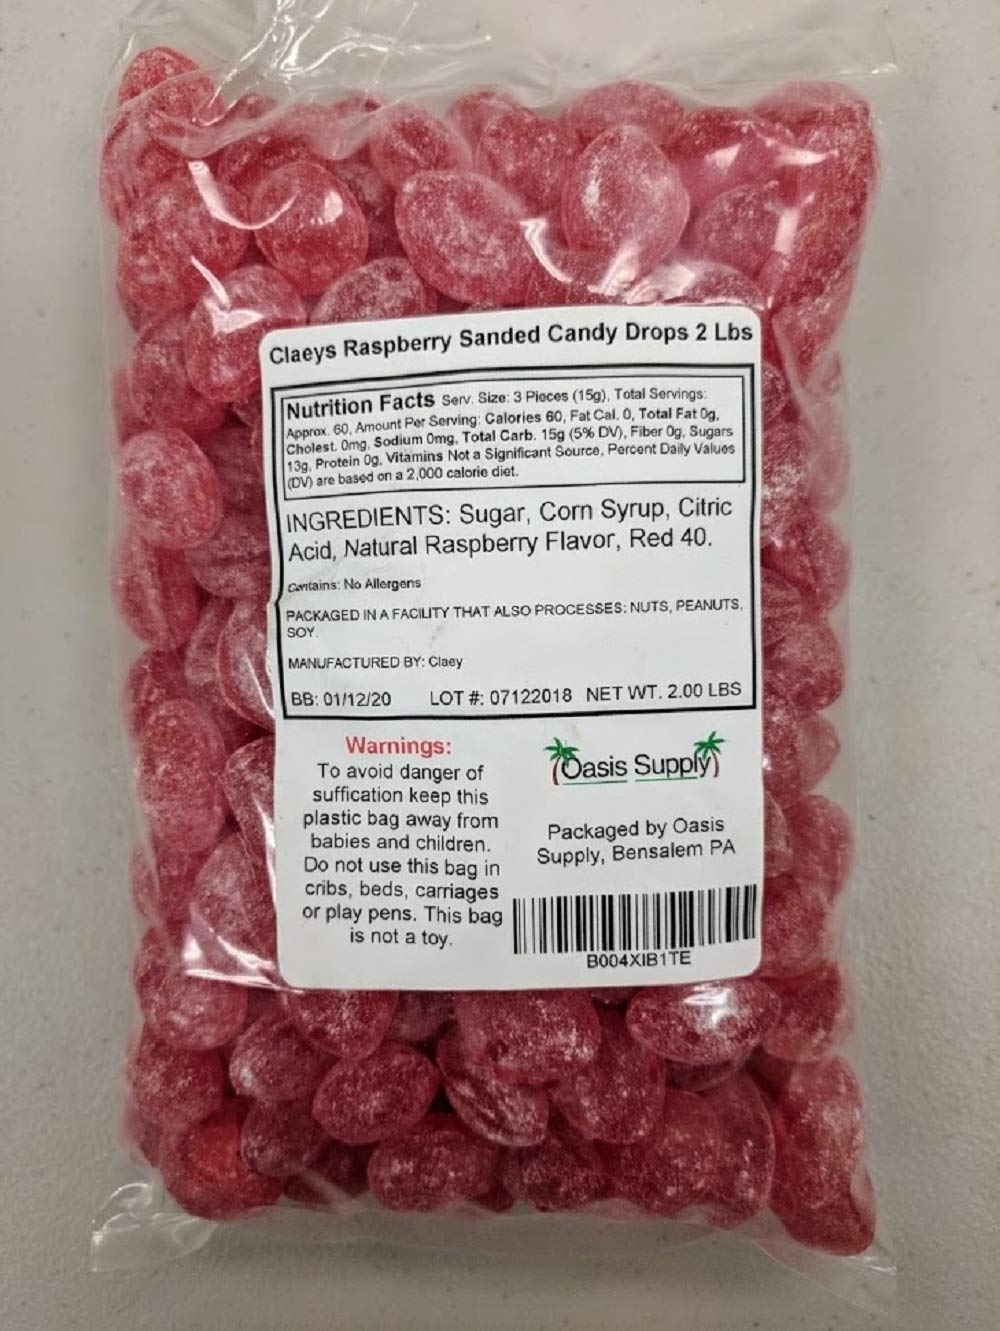 Claeys Raspberry Sanded Candy Drops 2 Lbs
Nutrition Facts Serv. Size: 3 Pieces (15g), Total Servings:
Approx. 60, Amount Per Serving: Calories 60, Fat Cal. 0, Total Fat 0g,
Cholest. 0mg, Sodium 0mg, Total Carb. 15g (5% DV), Fiber 0g, Sugars
13g, Protein 0g, Vitamins Not a Significant Source, Percent Daily Values
(DV) are based on a 2,000 calorie diet.
INGREDIENTS: Sugar, Corn Syrup, Citric
Acid, Natural Raspberry Flavor, Red 40.
Contains: No Allergens
PACKAGED IN A FACILITY THAT ALSO PROCESSES: NUTS, PEANUTS,
SOY.
MANUFACTURED BY: Claey
BB: 01/12/20 LOT #: 07122018 NET WT. 2.00 LBS
Warnings:
To avoid danger of
suffication keep this
plastic bag away from
babies and children.
Do not use this bag in
cribs, beds, carriages
or play pens. This bag
is not a toy.
Oasis Supply
Packaged by Oasis
Supply, Bensalem PA
B004XIB1TE